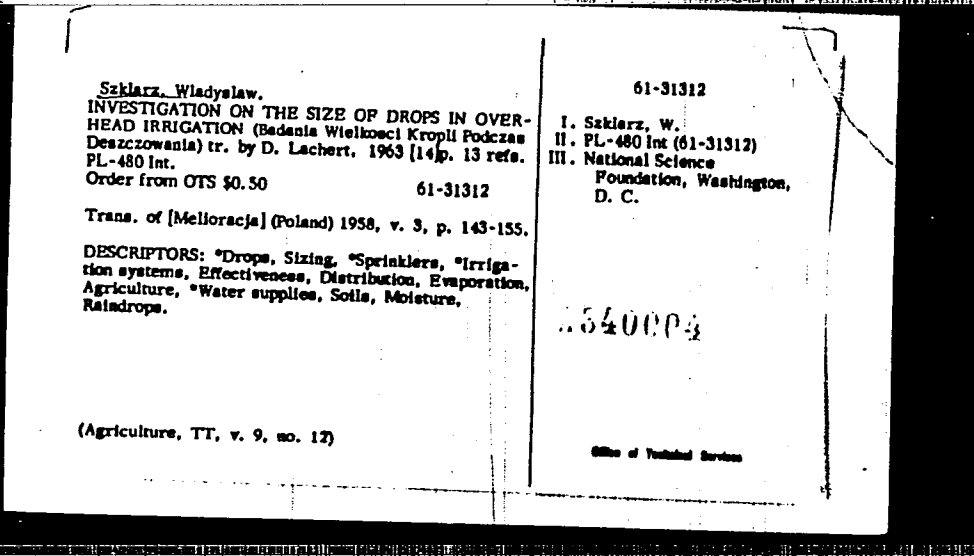 Szklarz, Wladyslaw.
INVESTIGATION ON THE SIZE OF DROPS IN OVER-
HEAD IRRIGATION (Badania Wielkosci Kropli Podczas
Deszczowania) tr. by D. Lachert. 1963 [14]p. 13 refs.
PL-480 Int.
Order from OTS $0.50 61-31312
Trans. of [Melioracja] (Poland) 1958, v. 3, p. 143-155.
DESCRIPTORS: *Drops, Sizing, *Sprinklers, *Irriga-
tion systems, Effectiveness, Distribution, Evaporation,
Agriculture, *Water supplies, Soils, Moisture,
Raindrops.
(Agriculture, TT, v. 9, no. 12)
61-31312
I. Szklarz, W.
II. PL-480 Int (61-31312)
III. National Science
Foundation, Washington,
D. C.
Office of Technical Services